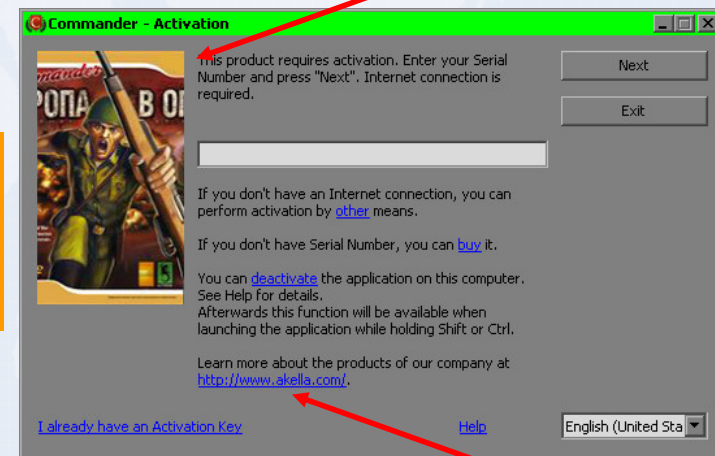 Commander - Activation
This product requires activation. Enter your Serial
Number and press "Next". Internet connection is
required.
Next
Exit
If you don't have an Internet connection, you can
perform activation by other means.
If you don't have Serial Number, you can buy it.
You can deactivate the application on this computer.
See Help for details.
Afterwards this function will be available when
launching the application while holding Shift or Ctrl.
Learn more about the products of our company at
http://www.akella.com/.
I already have an Activation Key
Help
English (United Sta